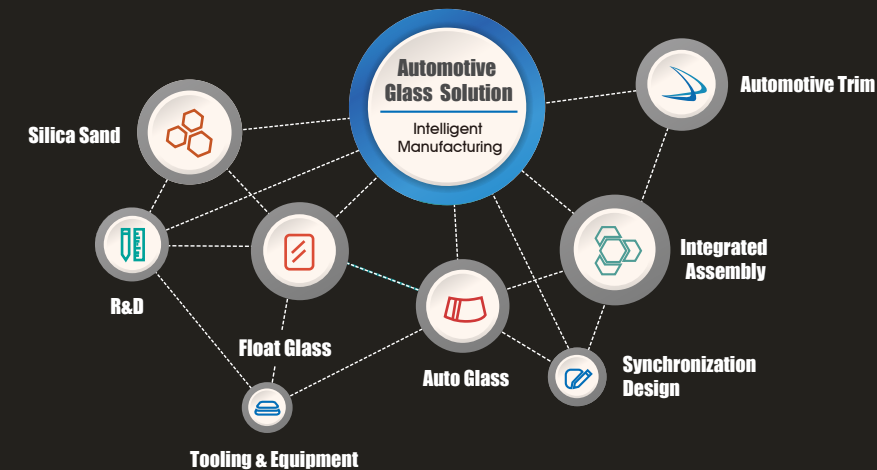 Automotive
Glass Solution
Intelligent
Manufacturing
Automotive Trim
Silica Sand
Integrated
Assembly
R&D
Float Glass
Auto Glass
Synchronization
Design
Tooling & Equipment